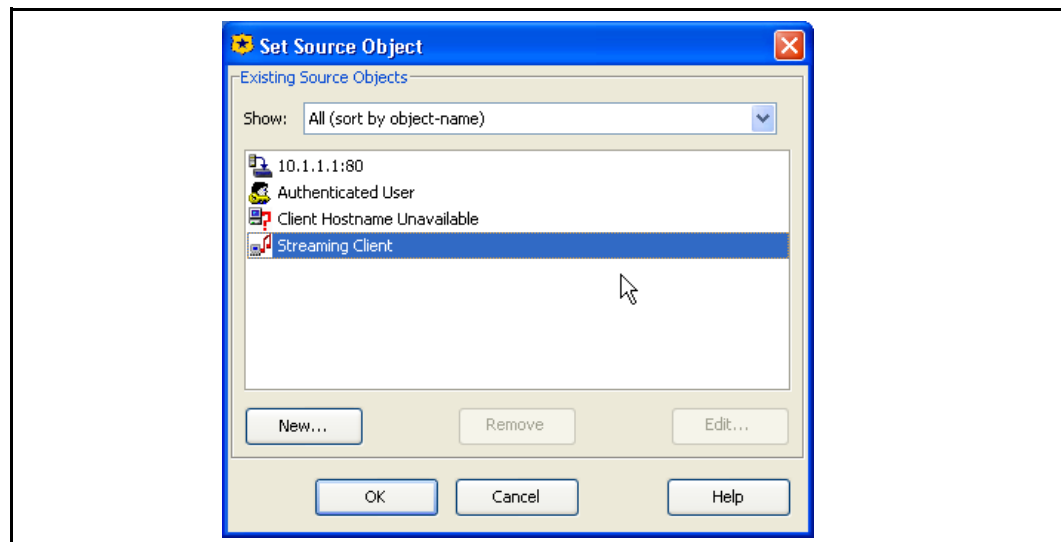 Set Source Object
Existing Source Objects
Show: All (sort by object-name)
10.1.1.1:80
Authenticated User
Client Hostname Unavailable
Streaming Client
New... Remove Edit...
OK Cancel Help